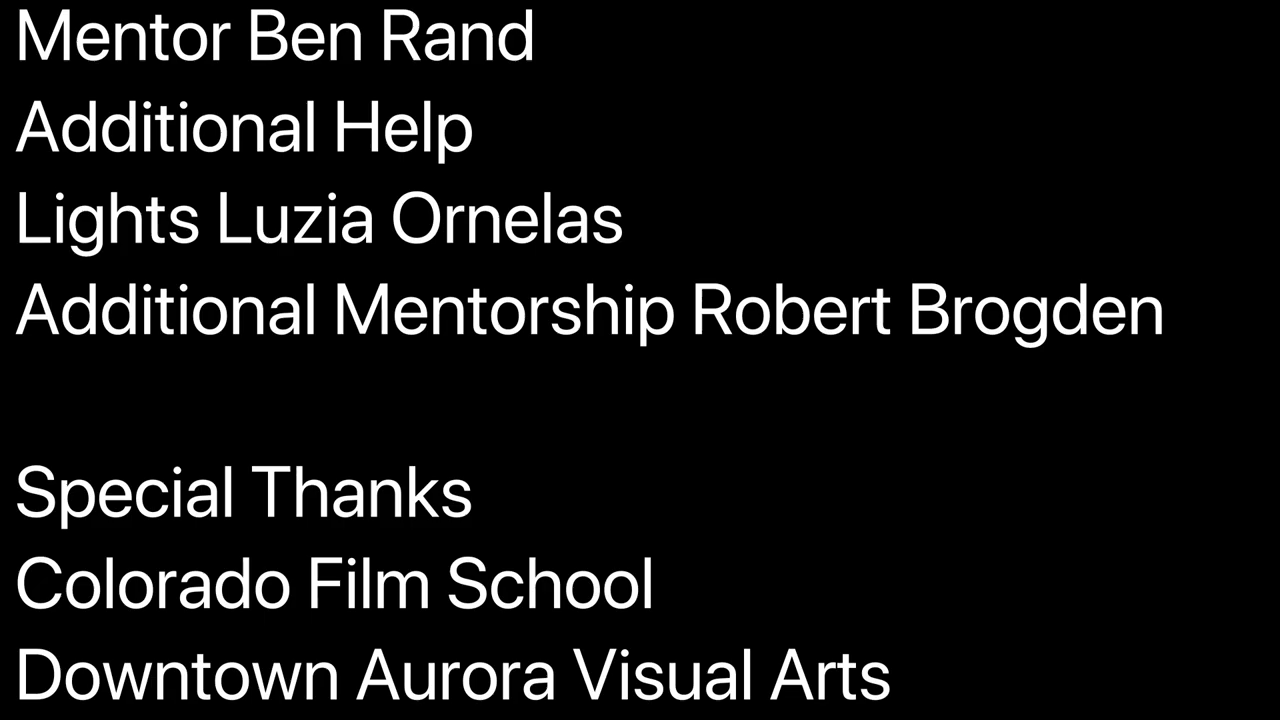 Mentor Ben Rand
Additional Help
Lights Luzia Ornelas
Additional Mentorship Robert Brogden
Special Thanks
Colorado Film School
Downtown Aurora Visual Arts